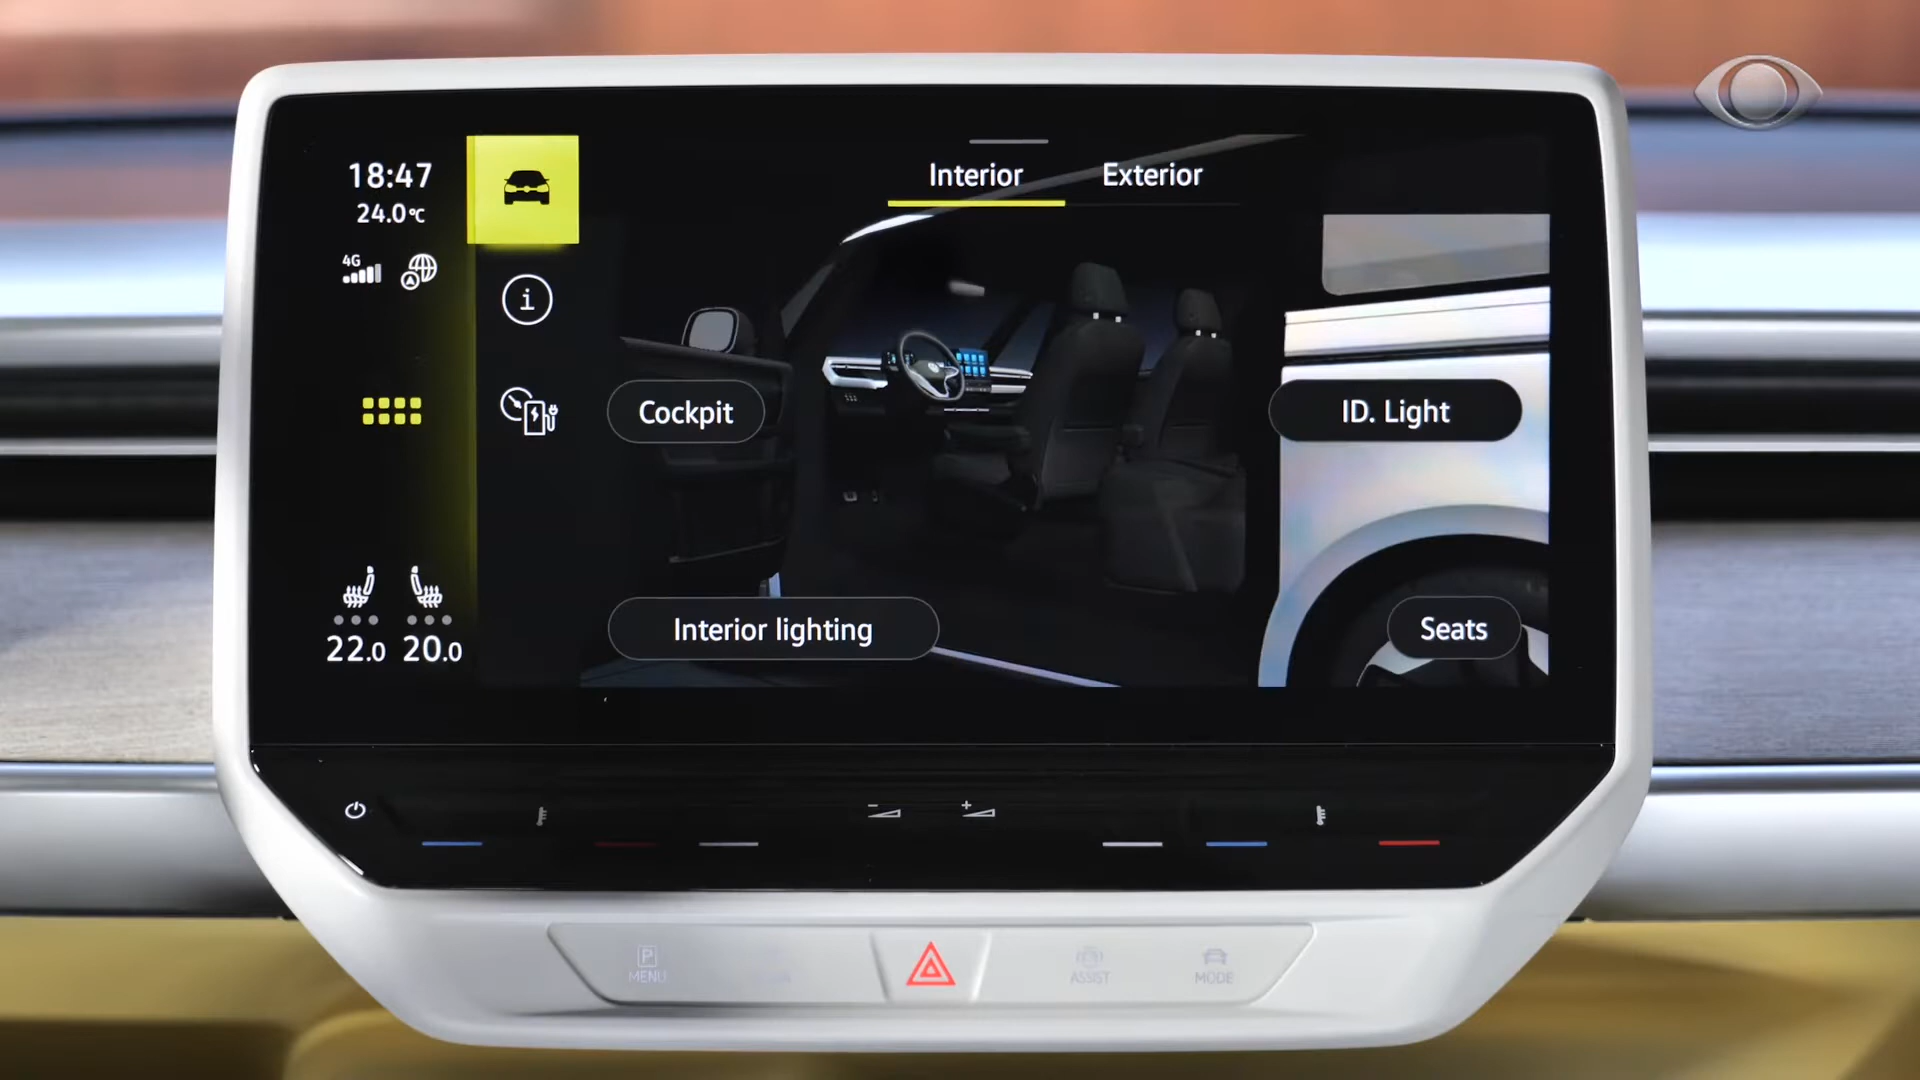 18:47
24.0°C
4G
Interior
Exterior
Cockpit
ID. Light
Interior lighting
Seats
22.0
20.0
P
MENU
ASSIST
MODE